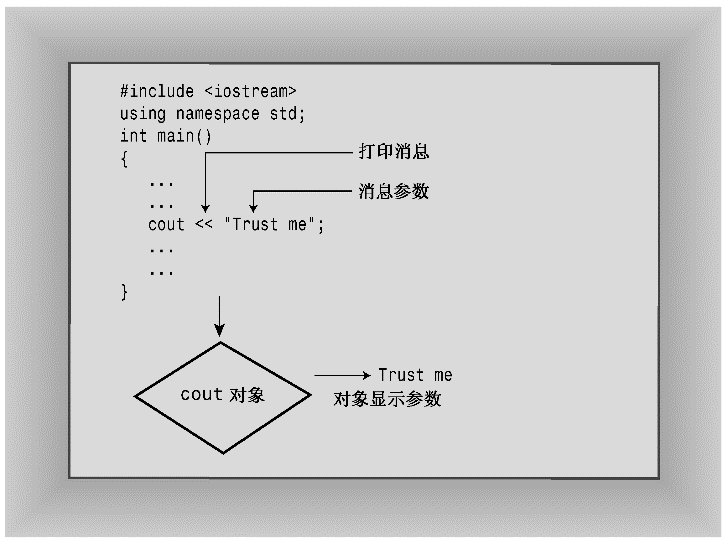 #include <iostream>
using namespace std;
int main()
{
打印消息
...
消息参数
...
cout << "Trust me";
...
...
}
cout 对象
Trust me
对象显示参数